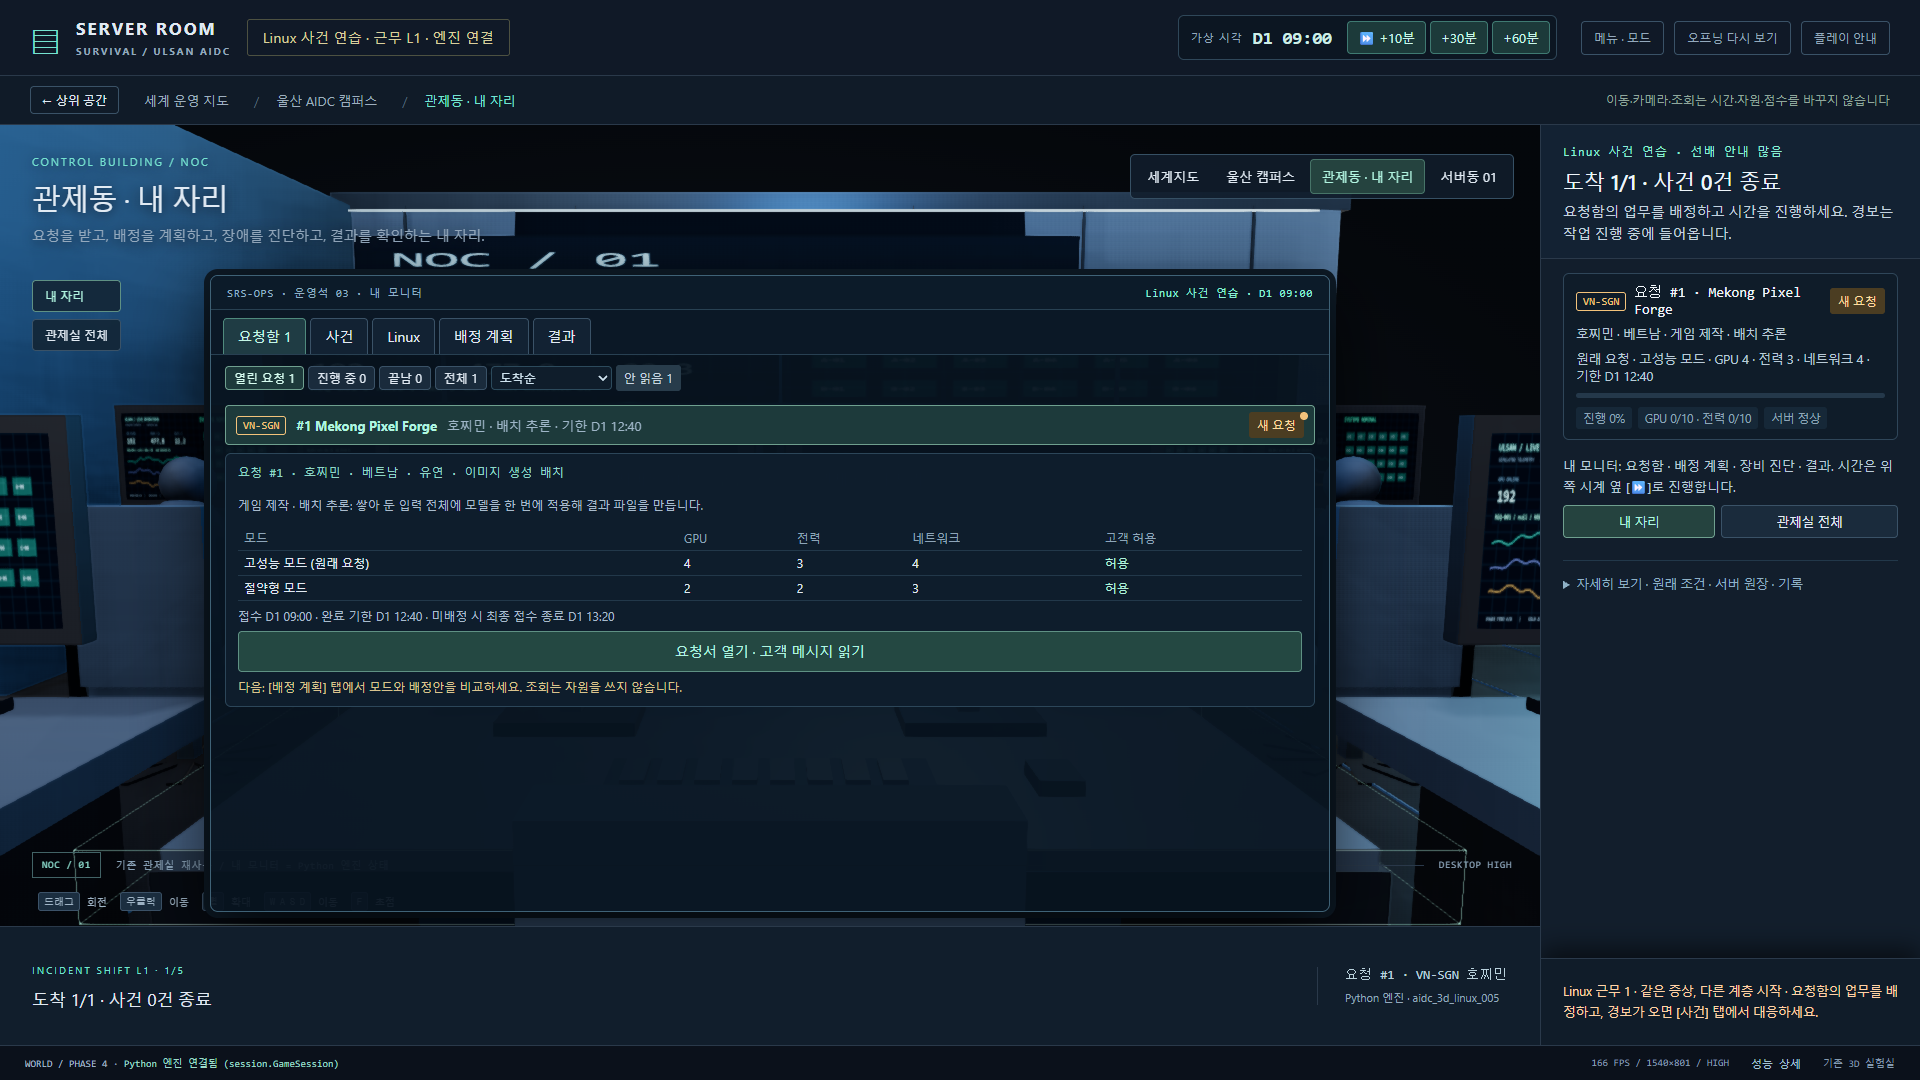 SERVER ROOM
SURVIVAL / ULSAN AIDC
Linux 사건 연습 · 근무 L1 · 엔진 연결
가상 시각 D1 09:00 ⏩ +10분 +30분 +60분
메뉴 · 모드
오프닝 다시 보기
플레이 안내
← 상위 공간
세계 운영 지도 / 울산 AIDC 캠퍼스 / 관제동 · 내 자리
이동·카메라·조회는 시간·자원·점수를 바꾸지 않습니다
CONTROL BUILDING / NOC
관제동 · 내 자리
요청을 받고, 배정을 계획하고, 장애를 진단하고, 결과를 확인하는 내 자리.
내 자리
관제실 전체
세계지도 울산 캠퍼스 관제동 · 내 자리 서버동 01
NOC / 01
SRS-OPS · 운영석 03 · 내 모니터
Linux 사건 연습 · D1 09:00
요청함 1 사건 Linux 배정 계획 결과
열린 요청 1 진행 중 0 끝남 0 전체 1 도착순 안 읽음 1
VN-SGN #1 Mekong Pixel Forge 호찌민 · 배치 추론 · 기한 D1 12:40 새 요청
요청 #1 · 호찌민 · 베트남 · 유연 · 이미지 생성 배치
게임 제작 · 배치 추론: 쌓아 둔 입력 전체에 모델을 한 번에 적용해 결과 파일을 만듭니다.
모드 GPU 전력 네트워크 고객 허용
고성능 모드 (원래 요청) 4 3 4 허용
절약형 모드 2 2 3 허용
접수 D1 09:00 · 완료 기한 D1 12:40 · 미배정 시 최종 접수 종료 D1 13:20
요청서 열기 · 고객 메시지 읽기
다음: [배정 계획] 탭에서 모드와 배정안을 비교하세요. 조회는 자원을 쓰지 않습니다.
ULSAN / LIVE
192
NOC / 01 기존 관제실 재사
DESKTOP HIGH
드래그 회전 우클릭 이동
INCIDENT SHIFT L1 · 1/5
도착 1/1 · 사건 0건 종료
요청 #1 · VN-SGN 호찌민
Python 엔진 · aidc_3d_linux_005
Linux 사건 연습 · 선배 안내 많음
도착 1/1 · 사건 0건 종료
요청함의 업무를 배정하고 시간을 진행하세요. 경보는
작업 진행 중에 들어옵니다.
VN-SGN 요청 #1 · Mekong Pixel
Forge
새 요청
호찌민 · 베트남 · 게임 제작 · 배치 추론
원래 요청 · 고성능 모드 · GPU 4 · 전력 3 · 네트워크 4 ·
기한 D1 12:40
진행 0% GPU 0/10 · 전력 0/10 서버 정상
내 모니터: 요청함 · 배정 계획 · 장비 진단 · 결과. 시간은 위
쪽 시계 옆 [⏩]로 진행합니다.
내 자리 관제실 전체
▶ 자세히 보기 · 원래 조건 · 서버 원장 · 기록
Linux 근무 1 · 같은 증상, 다른 계층 시작 · 요청함의 업무를 배
정하고, 경보가 오면 [사건] 탭에서 대응하세요.
WORLD / PHASE 4 · Python 엔진 연결됨 (session.GameSession)
166 FPS / 1540×801 / HIGH 성능 상세 기존 3D 실험실